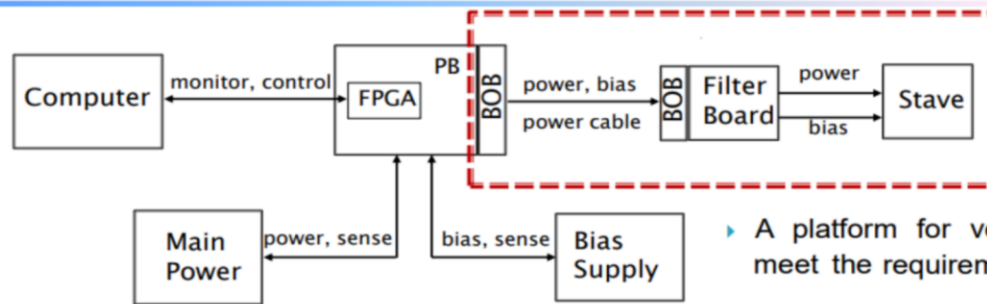 Computer
monitor, control
PB
FPGA
BOB
power, bias
power cable
BOB
Filter
Board
power
bias
Stave
Main
Power
power, sense
bias, sense
Bias
Supply
A platform for
meet the